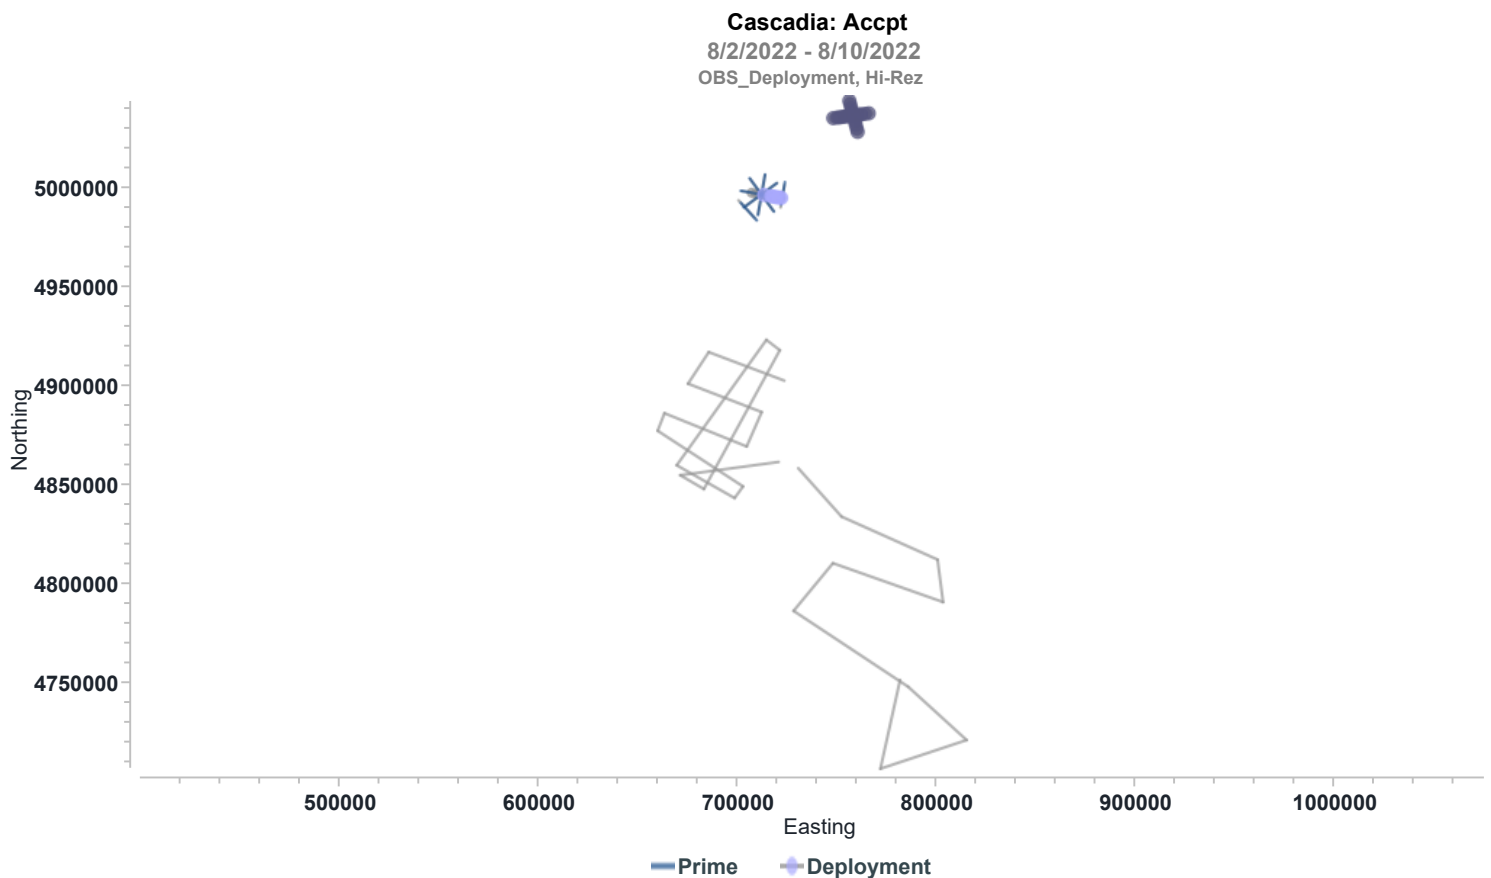 Cascadia: Accpt
8/2/2022 - 8/10/2022
OBS_Deployment, Hi-Rez
5000000
4950000
4900000
4850000
4800000
4750000
Northing
500000 600000 700000 800000 900000 1000000
Easting
Prime Deployment